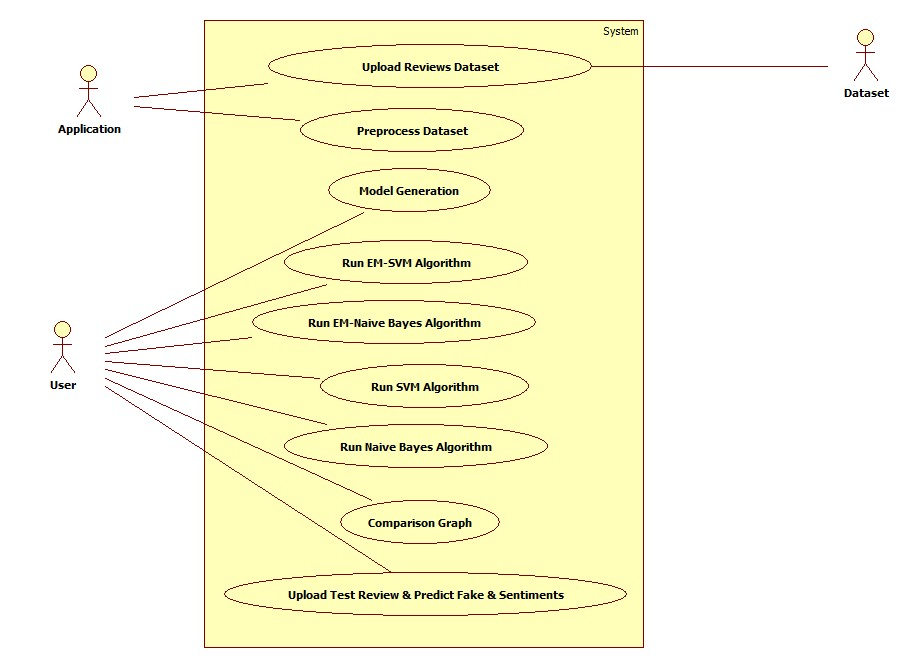 System
Upload Reviews Dataset
Dataset
Application
Preprocess Dataset
Model Generation
Run EM-SVM Algorithm
Run EM-Naive Bayes Algorithm
User
Run SVM Algorithm
Run Naive Bayes Algorithm
Comparison Graph
Upload Test Review & Predict Fake & Sentiments